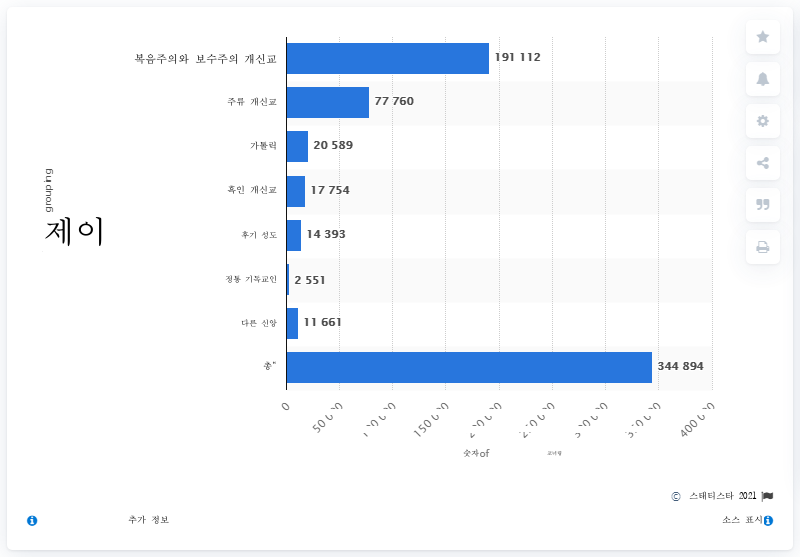 복음주의와 보수주의 개신교
191 112
주류 개신교
77 760
가톨릭
20 589
흑인 개신교
17 754
후기 성도
14 393
정통 기독교인
2 551
다른 신앙
11 661
총*
344 894
grouping
제이
0
50 000
150 000
400 000
숫자of
© 스태티스타 2021
추가 정보
소스 표시